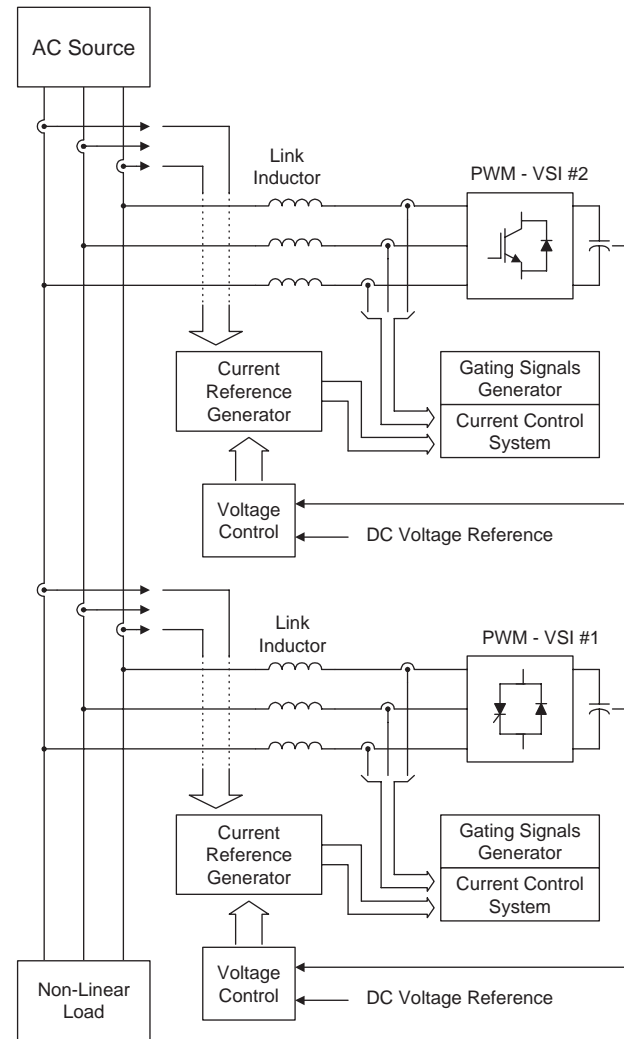 AC Source
Link
Inductor
PWM - VSI #2
Current
Reference
Generator
Gating Signals
Generator
Current Control
System
Voltage
Control
DC Voltage Reference
Link
Inductor
PWM - VSI #1
Current
Reference
Generator
Gating Signals
Generator
Current Control
System
Voltage
Control
DC Voltage Reference
Non-Linear
Load